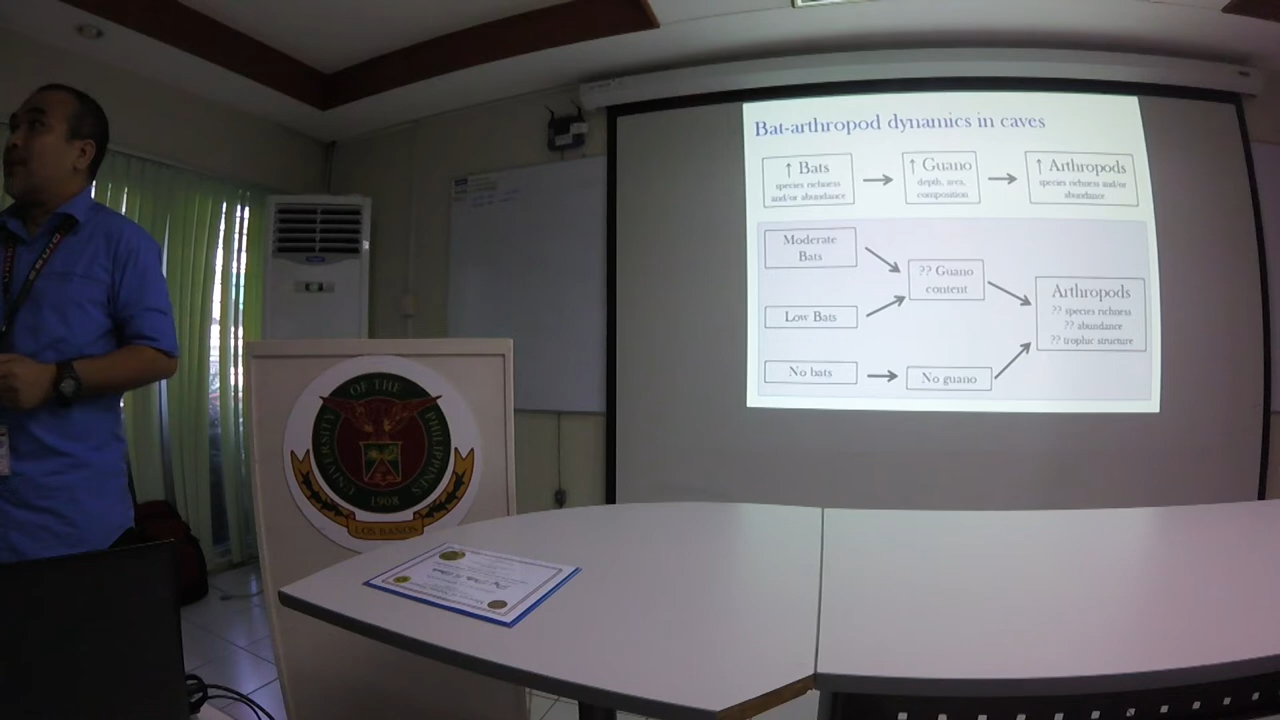 Bat-arthropod dynamics in caves
↑ Bats
species richness
and/or abundance
↑ Guano
depth, area,
composition
↑ Arthropods
species richness and/or
abundance
Moderate
Bats
Low Bats
No bats
?? Guano
content
No guano
Arthropods
?? species richness
?? abundance
?? trophic structure
UNIVERSITY OF THE PHILIPPINES
1908
LOS BAÑOS